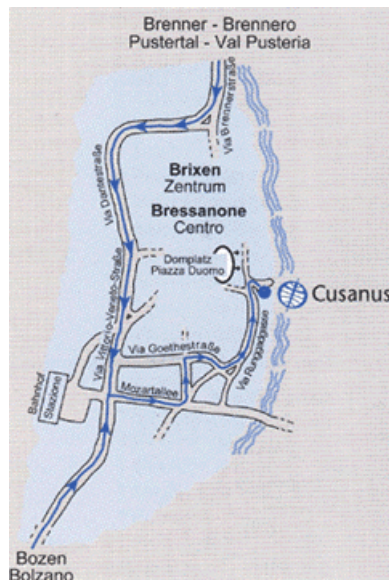 Brenner - Brennero
Pustertal - Val Pusteria
Via Brennerstraße
Via Dantestraße
Brixen
Zentrum
Bressanone
Centro
Domplatz
Piazza Duomo
Cusanus
Via Vittorio-Veneto-Straße
Via Goethestraße
Via Runggadgasse
Mozartallee
Bahnhof
Stazione
Bozen
Bolzano